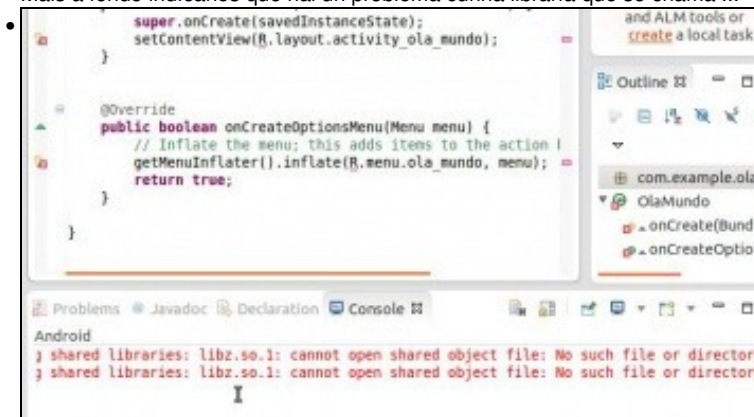 super.onCreate(savedInstanceState);
setContentView(R.layout.activity_ola_mundo);
}
@Override
public boolean onCreateOptionsMenu(Menu menu) {
// Inflate the menu; this adds items to the action
getMenuInflater().inflate(R.menu.ola_mundo, menu);
return true;
}
}
and ALM tools or
create a local task
Outline
com.example.ola
OlaMundo
onCreate(Bund
onCreateOptio
Problems Javadoc Declaration Console
Android
g shared libraries: libz.so.1: cannot open shared object file: No such file or director
g shared libraries: libz.so.1: cannot open shared object file: No such file or director